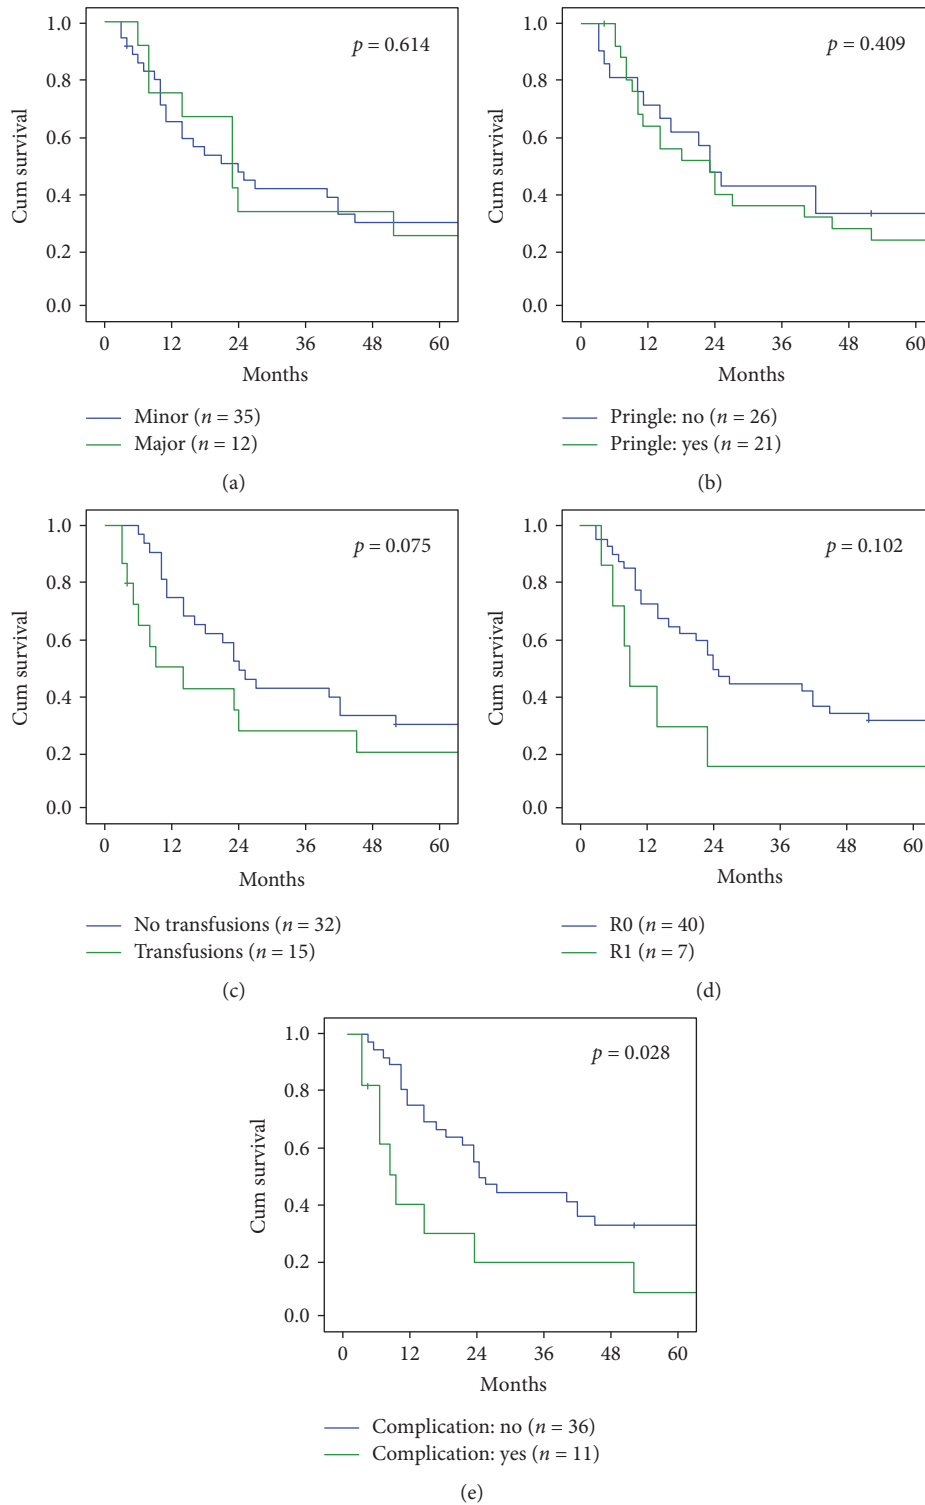 1.0
0.8
0.6
0.4
0.2
0.0
Cum survival
p = 0.614
0 12 24 36 48 60
Months
Minor (n = 35)
Major (n = 12)
(a)
1.0
0.8
0.6
0.4
0.2
0.0
Cum survival
p = 0.409
0 12 24 36 48 60
Months
Pringle: no (n = 26)
Pringle: yes (n = 21)
(b)
1.0
0.8
0.6
0.4
0.2
0.0
Cum survival
p = 0.075
0 12 24 36 48 60
Months
No transfusions (n = 32)
Transfusions (n = 15)
(c)
1.0
0.8
0.6
0.4
0.2
0.0
Cum survival
p = 0.102
0 12 24 36 48 60
Months
R0 (n = 40)
R1 (n = 7)
(d)
1.0
0.8
0.6
0.4
0.2
0.0
Cum survival
p = 0.028
0 12 24 36 48 60
Months
Complication: no (n = 36)
Complication: yes (n = 11)
(e)